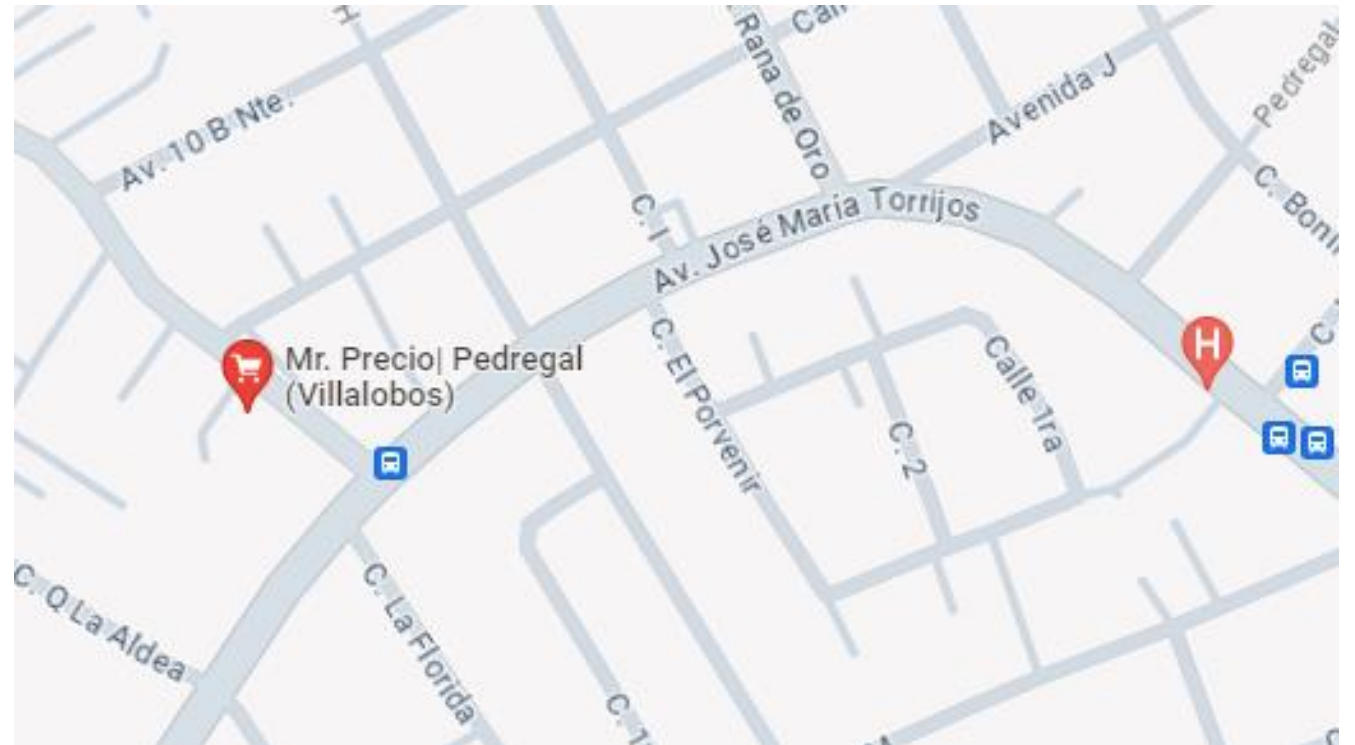 H
Rana de Oro
Av. 10 B Nte.
Avenida J
Pedregal
C. I
Av. José María Torrijos
Mr. Precio| Pedregal
(Villalobos)
C. El Porvenir
Calle 1ra
C. 2
H
C. Q La Aldea
C. La Florida